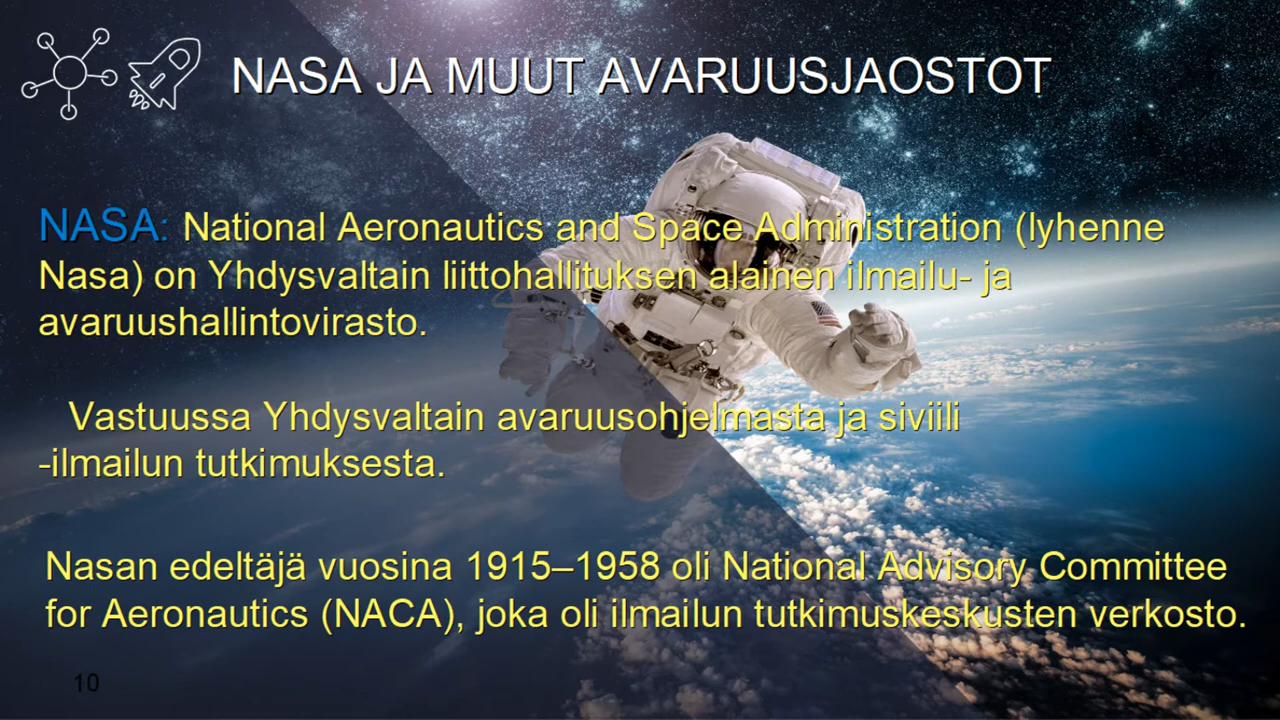 NASA JA MUUT AVARUUSJAOSTOT
NASA: National Aeronautics and Space Administration (lyhenne
Nasa) on Yhdysvaltain liittohallituksen alainen ilmailu- ja
avaruushallintovirasto.
Vastuussa Yhdysvaltain avaruusohjelmasta ja siviili
-ilmailun tutkimuksesta.
Nasan edeltäjä vuosina 1915–1958 oli National Advisory Committee
for Aeronautics (NACA), joka oli ilmailun tutkimuskeskusten verkosto.
10